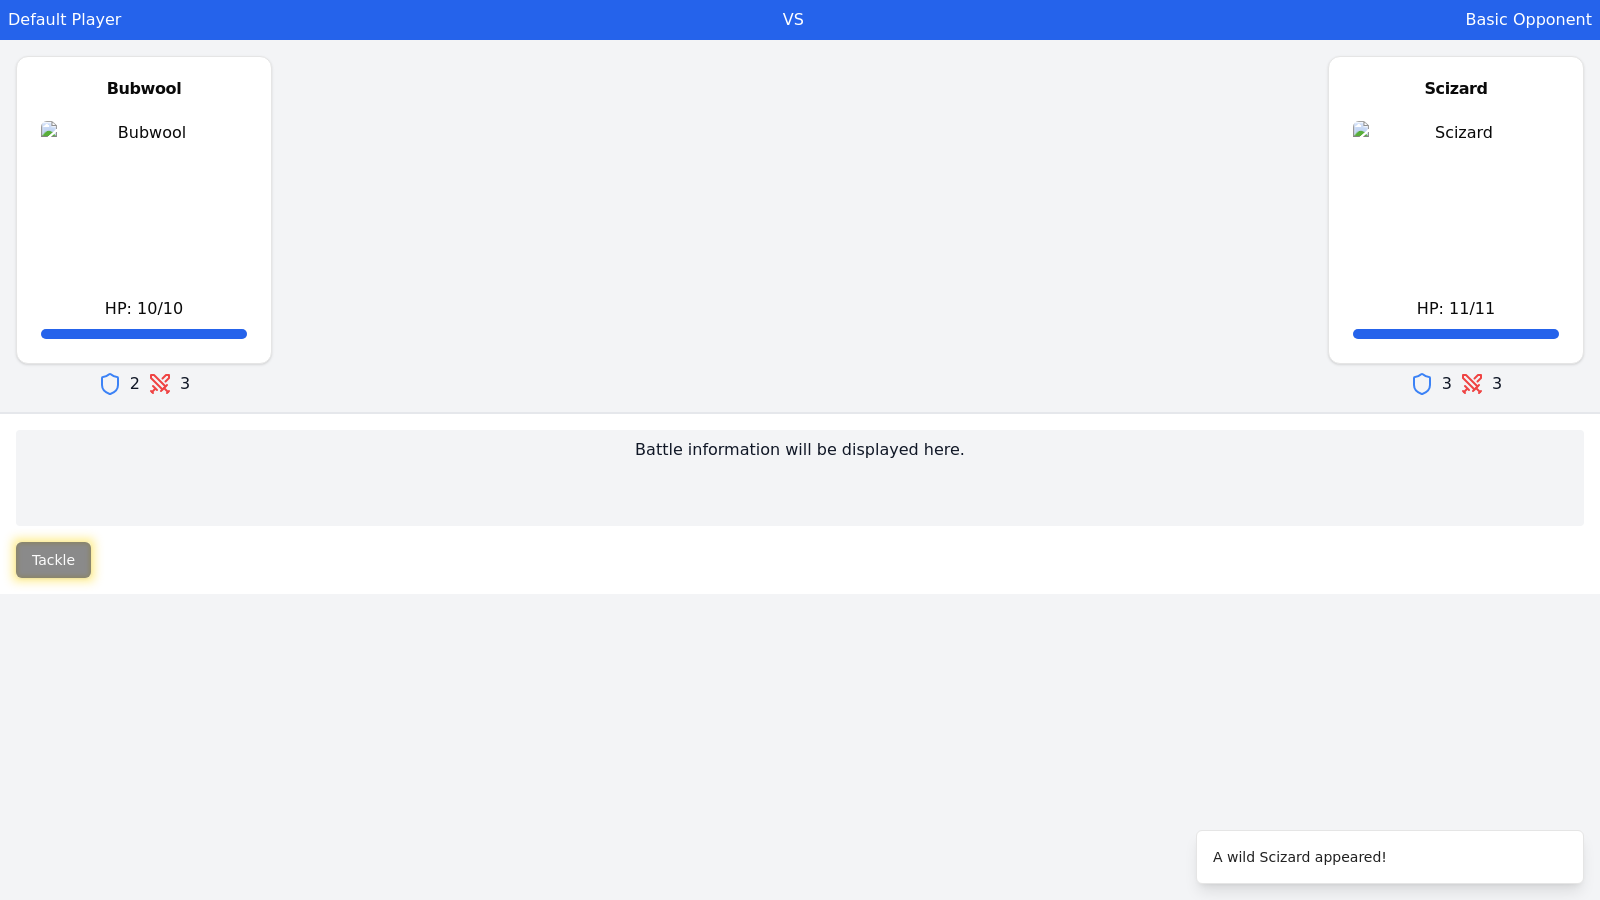 Default Player
VS
Basic Opponent
Bubwool
Bubwool
HP: 10/10
2
3
Scizard
Scizard
HP: 11/11
3
3
Battle information will be displayed here.
Tackle
A wild Scizard appeared!